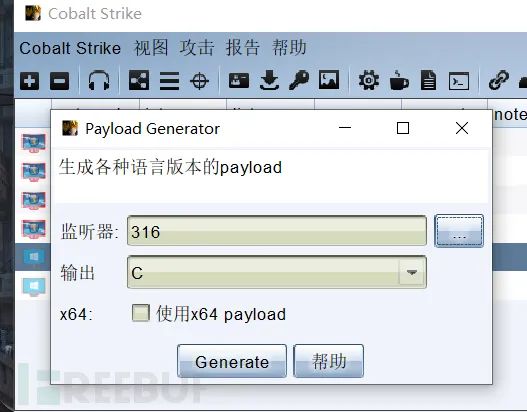 Cobalt Strike
Cobalt Strike 视图 攻击 报告 帮助
note
Payload Generator
生成各种语言版本的payload
监听器: 316 ...
输出 C
x64: 使用x64 payload
Generate 帮助
REEBUF